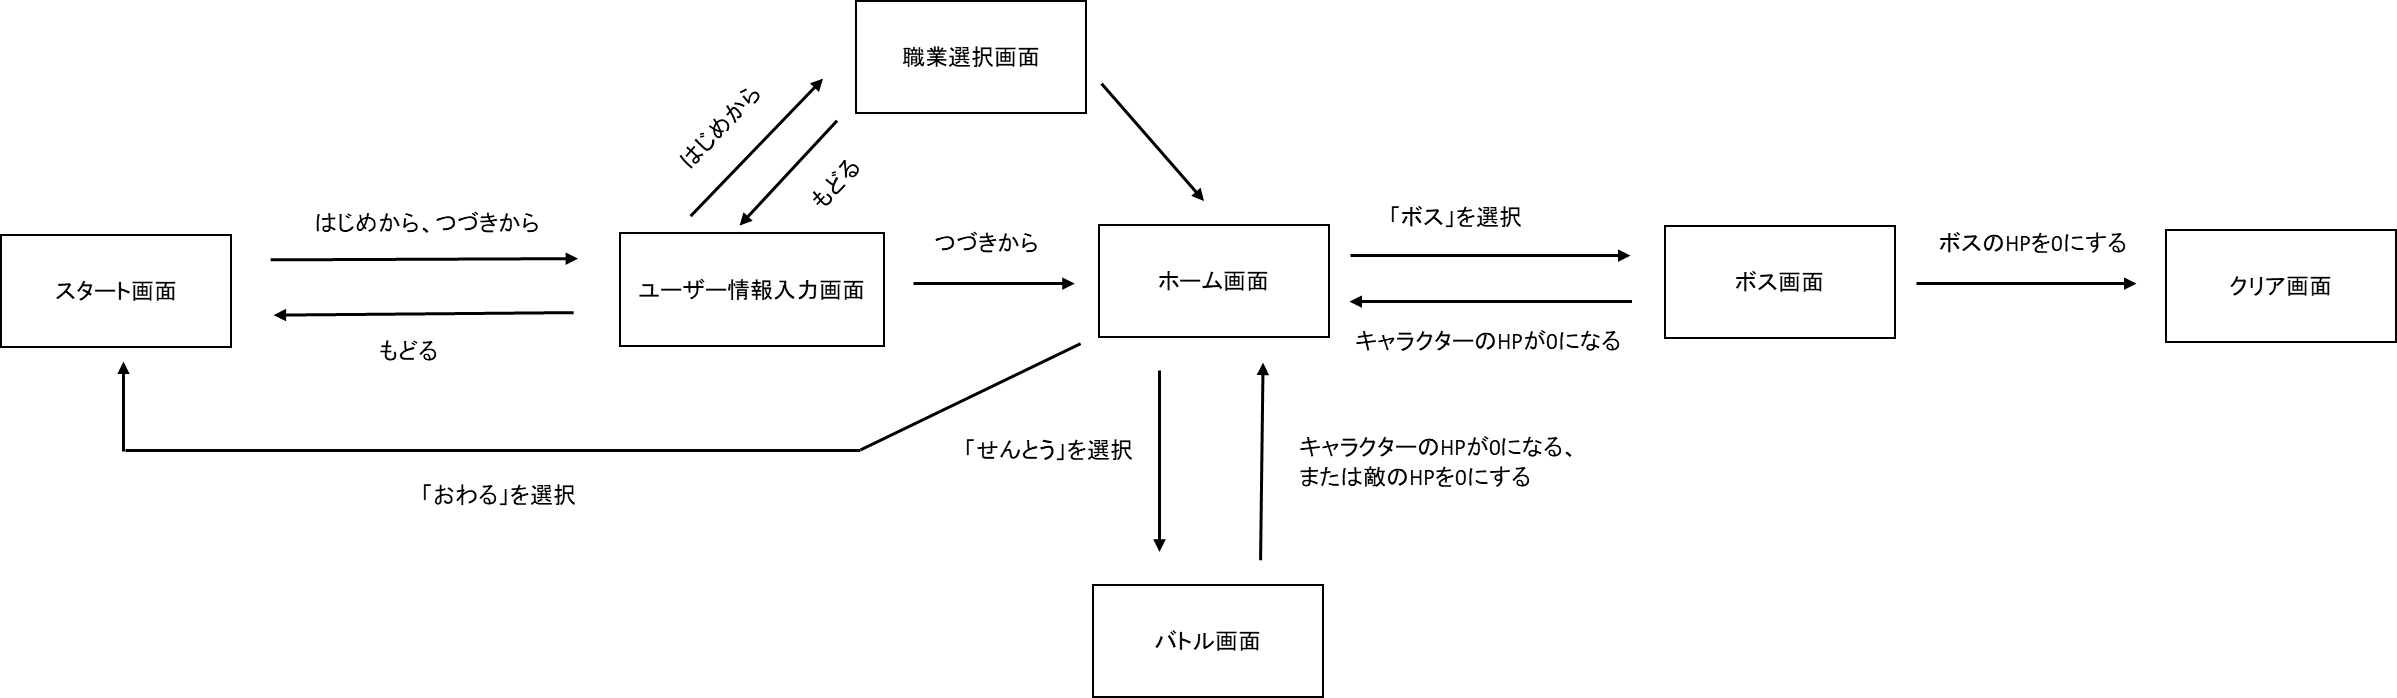 職業選択画面
はじめから
もどる
はじめから、つづきから
スタート画面
もどる
ユーザー情報入力画面
つづきから
ホーム画面
「ボス」を選択
キャラクターのHPが0になる
ボス画面
ボスのHPを0にする
クリア画面
「おわる」を選択
「せんとう」を選択
キャラクターのHPが0になる、
または敵のHPを0にする
バトル画面